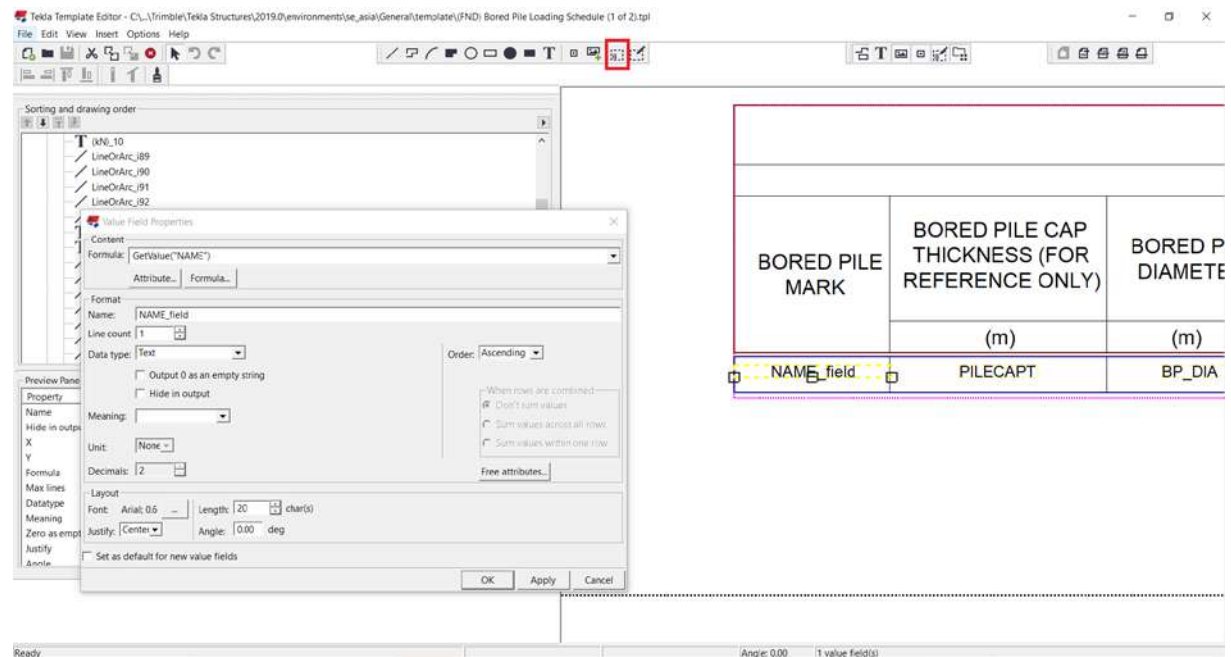 Tekla Template Editor - C:\..\Trimble\Tekla Structures\2019.0\environments\se_asia\General\template\(FND) Bored Pile Loading Schedule (1 of 2).tpl
File Edit View Insert Options Help
Sorting and drawing order
(kN)_10
LineOrArc_i89
LineOrArc_i90
LineOrArc_i91
LineOrArc_i92
Value Field Properties
Content
Formula: GetValue("NAME")
Attribute... Formula...
Format
Name: NAME_field
Line count 1
Data type: Text
Order: Ascending
Output 0 as an empty string
Hide in output
When rows are combined
Don't sum values
Sum values across all rows
Sum values within one row
Meaning:
Unit: None
Decimals: 2
Free attributes...
Layout
Font: Arial; 0.6 ... Length: 20 char(s)
Justify: Center Angle: 0.00 deg
Set as default for new value fields
OK Apply Cancel
Preview Pane
Property
Name
Hide in outpu
X
Y
Formula
Max lines
Datatype
Meaning
Zero as empt
Justify
Angle
BORED PILE
MARK
BORED PILE CAP
THICKNESS (FOR
REFERENCE ONLY)
(m)
BORED P
DIAMETE
(m)
NAME_field PILECAPT BP_DIA
Ready Angle: 0.00 1 value field(s)